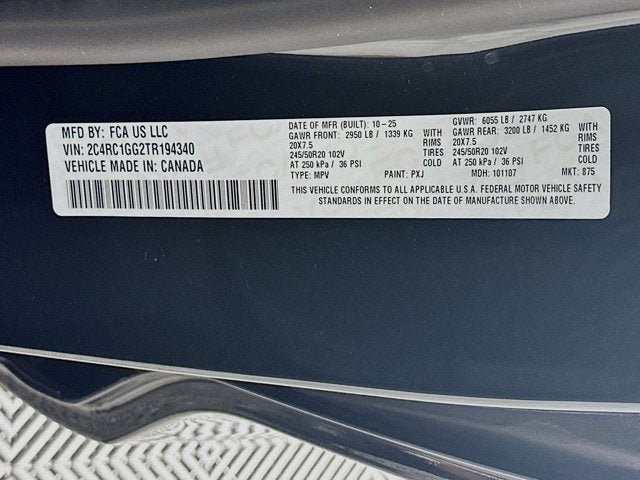 MFD BY: FCA US LLC
VIN: 2C4RC1GG2TR194340
VEHICLE MADE IN: CANADA
DATE OF MFR (BUILT): 10-25 GVWR: 6055 LB / 2747 KG
GAWR FRONT: 2950 LB / 1339 KG WITH GAWR REAR: 3200 LB / 1452 KG WITH
20X7.5 RIMS 20X7.5 RIMS
245/50R20 102V TIRES 245/50R20 102V TIRES
AT 250 kPa / 36 PSI AT 250 kPa / 36 PSI
TYPE: MPV PAINT: PXJ MDH: 101107 MKT: 875
THIS VEHICLE CONFORMS TO ALL APPLICABLE U.S.A. FEDERAL MOTOR VEHICLE SAFETY
STANDARDS IN EFFECT ON THE DATE OF MANUFACTURE SHOWN ABOVE.